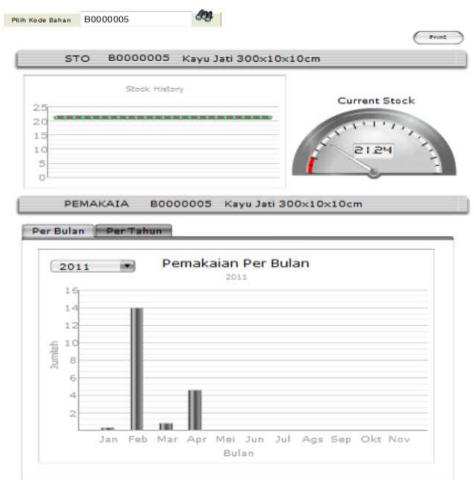 Pilih Kode Bahan B0000005
Print
STO B0000005 Kayu Jati 300x10x10cm
Stock History
25
20
15
10
5
0
Current Stock
21.24
PEMAKAIA B0000005 Kayu Jati 300x10x10cm
Per Bulan Per Tahun
2011
Pemakaian Per Bulan
2011
16
14
12
10
8
6
4
2
Jumlah
Jan Feb Mar Apr Mei Jun Jul Ags Sep Okt Nov
Bulan